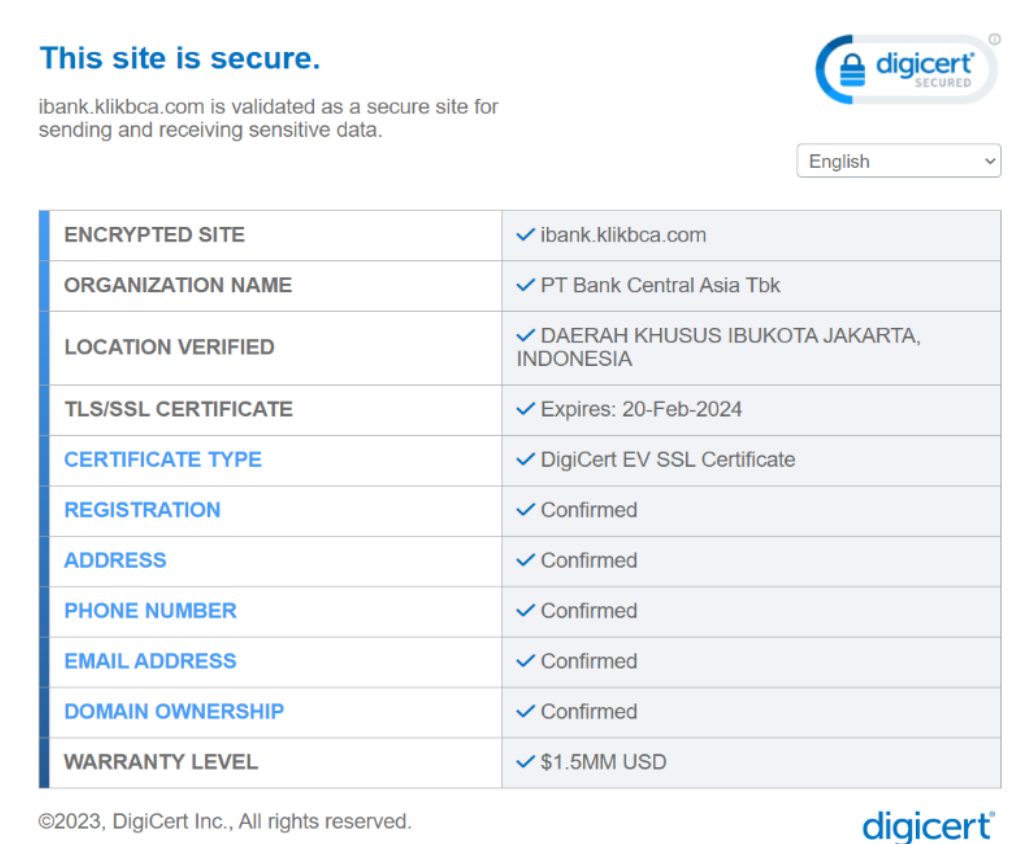 This site is secure.
digicert
SECURED
ibank.klikbca.com is validated as a secure site for
sending and receiving sensitive data.
English
ENCRYPTED SITE ibank.klikbca.com
ORGANIZATION NAME PT Bank Central Asia Tbk
LOCATION VERIFIED DAERAH KHUSUS IBUKOTA JAKARTA,
INDONESIA
TLS/SSL CERTIFICATE Expires: 20-Feb-2024
CERTIFICATE TYPE DigiCert EV SSL Certificate
REGISTRATION Confirmed
ADDRESS Confirmed
PHONE NUMBER Confirmed
EMAIL ADDRESS Confirmed
DOMAIN OWNERSHIP Confirmed
WARRANTY LEVEL $1.5MM USD
©2023, DigiCert Inc., All rights reserved.
digicert®